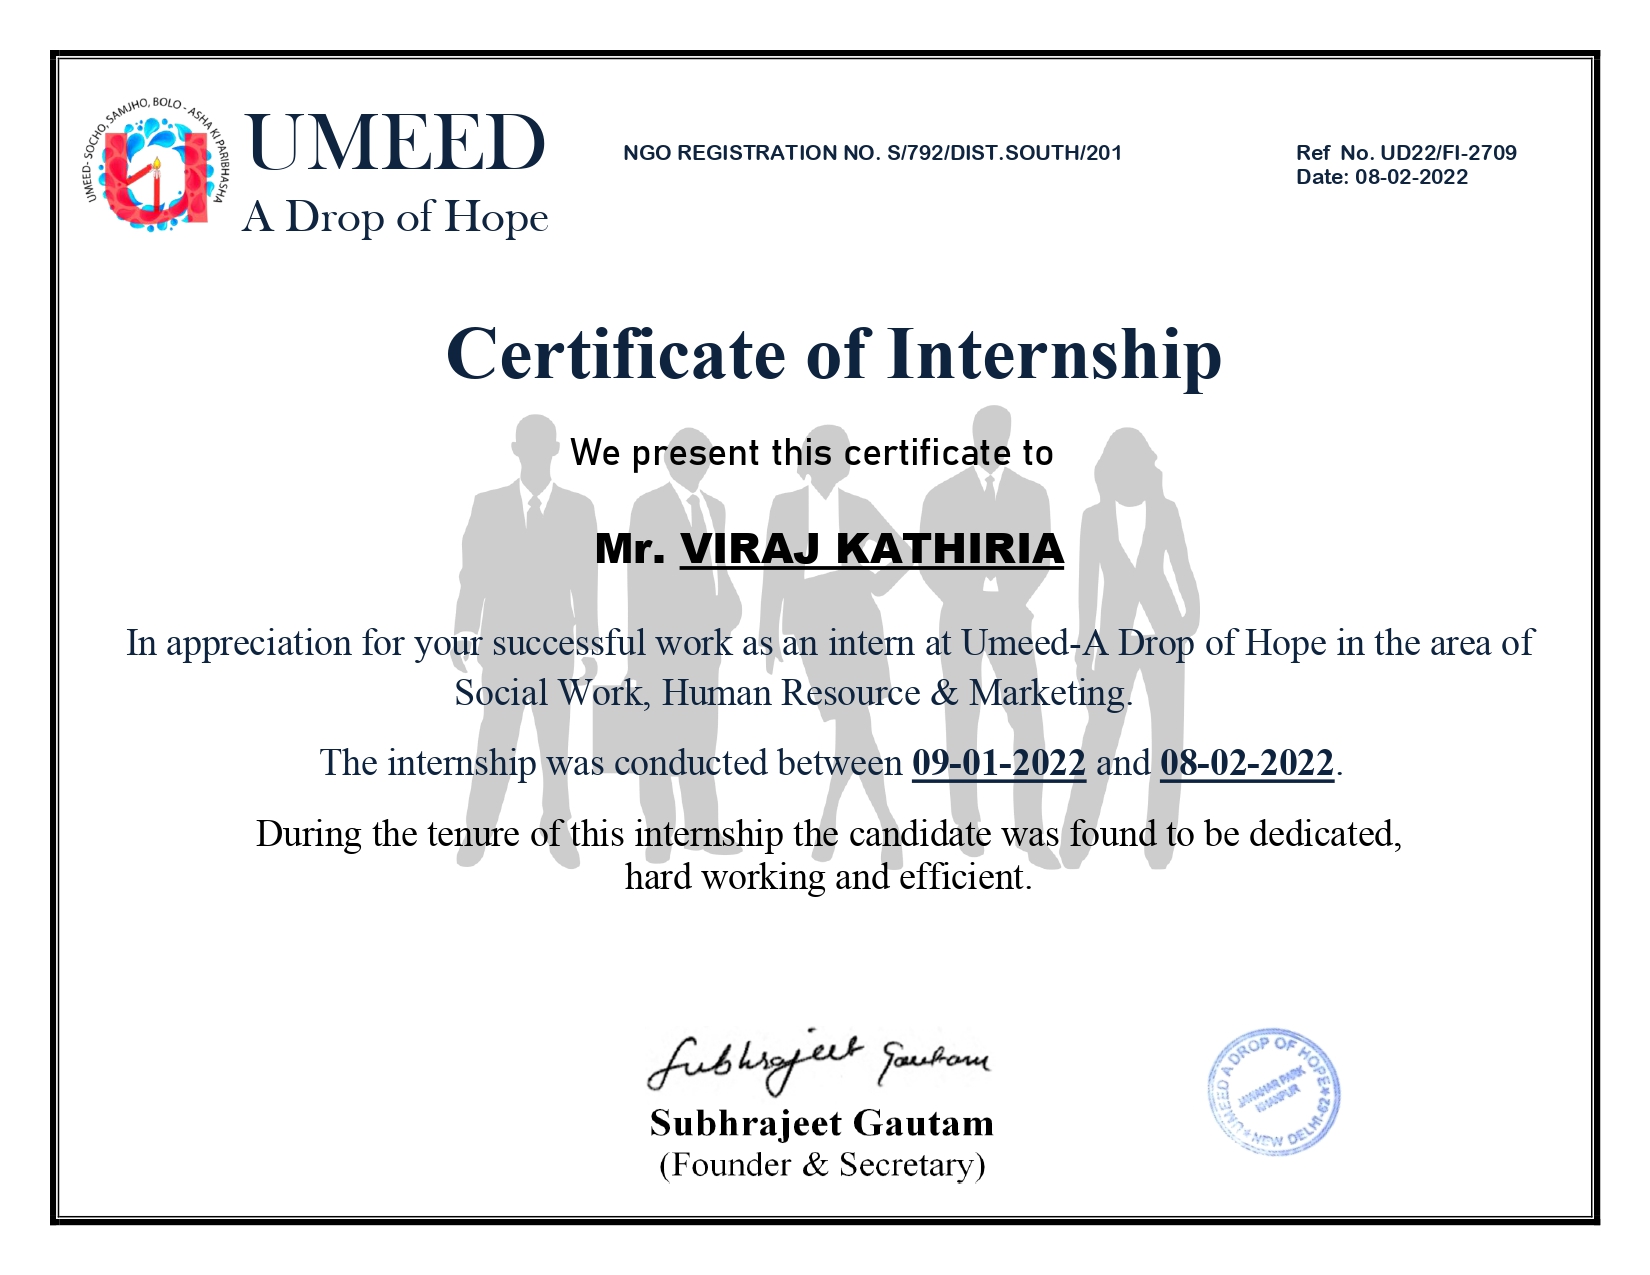 UMEED- SOCHO, SAMJHO, BOLO - ASHA KI PARIBHASHA
UMEED
A Drop of Hope
NGO REGISTRATION NO. S/792/DIST.SOUTH/201
Ref No. UD22/FI-2709
Date: 08-02-2022
Certificate of Internship
We present this certificate to
Mr. VIRAJ KATHIRIA
In appreciation for your successful work as an intern at Umeed-A Drop of Hope in the area of
Social Work, Human Resource & Marketing.
The internship was conducted between 09-01-2022 and 08-02-2022.
During the tenure of this internship the candidate was found to be dedicated,
hard working and efficient.
Subhrajeet Gautam
Subhrajeet Gautam
(Founder & Secretary)
UMEED A DROP OF HOPE
JAWAHAR PARK
KHANPUR
NEW DELHI-62